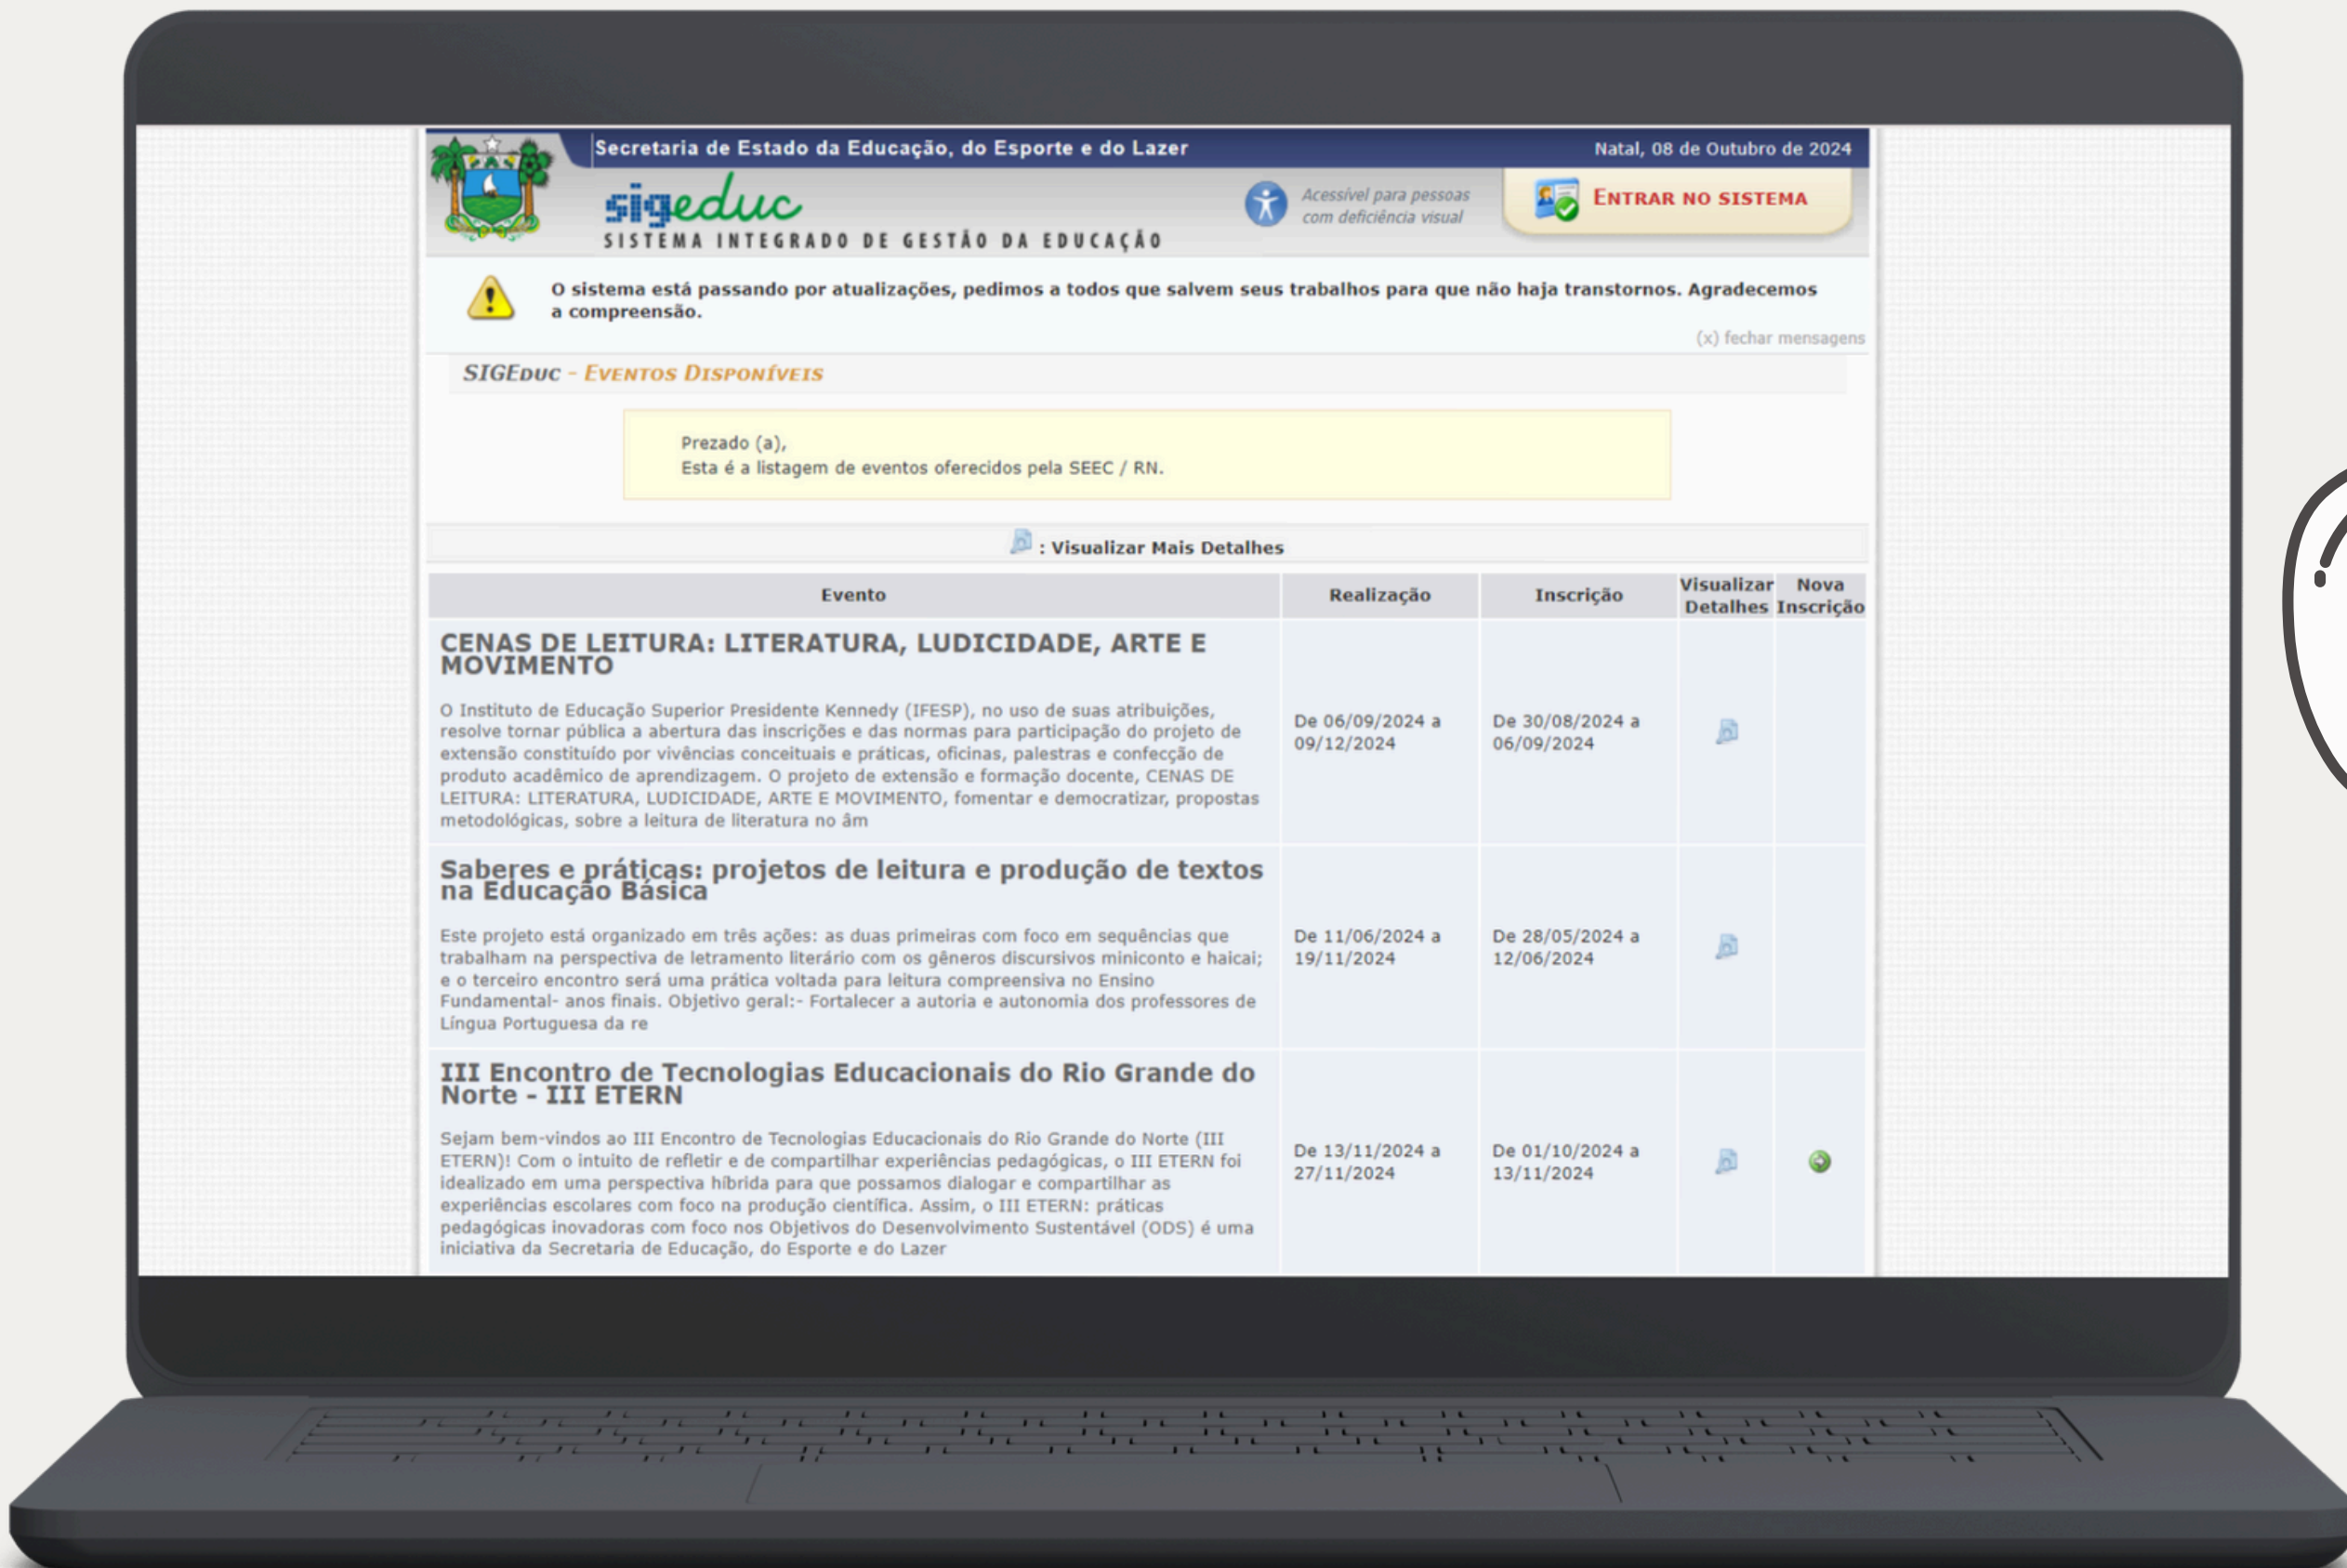 Secretaria de Estado da Educação, do Esporte e do Lazer
Natal, 08 de Outubro de 2024
sigeduc
SISTEMA INTEGRADO DE GESTÃO DA EDUCAÇÃO
Acessível para pessoas
com deficiência visual
ENTRAR NO SISTEMA
O sistema está passando por atualizações, pedimos a todos que salvem seus trabalhos para que não haja transtornos. Agradecemos
a compreensão.
(x) fechar mensagens
SIGEDUC - EVENTOS DISPONÍVEIS
Prezado (a),
Esta é a listagem de eventos oferecidos pela SEEC / RN.
: Visualizar Mais Detalhes
Evento
Realização
Inscrição
Visualizar
Detalhes
Nova
Inscrição
CENAS DE LEITURA: LITERATURA, LUDICIDADE, ARTE E
MOVIMENTO
O Instituto de Educação Superior Presidente Kennedy (IFESP), no uso de suas atribuições,
resolve tornar pública a abertura das inscrições e das normas para participação do projeto de
extensão constituído por vivências conceituais e práticas, oficinas, palestras e confecção de
produto acadêmico de aprendizagem. O projeto de extensão e formação docente, CENAS DE
LEITURA: LITERATURA, LUDICIDADE, ARTE E MOVIMENTO, fomentar e democratizar, propostas
metodológicas, sobre a leitura de literatura no âm
De 06/09/2024 a
09/12/2024
De 30/08/2024 a
06/09/2024
Saberes e práticas: projetos de leitura e produção de textos
na Educação Básica
Este projeto está organizado em três ações: as duas primeiras com foco em sequências que
trabalham na perspectiva de letramento literário com os gêneros discursivos miniconto e haicai;
e o terceiro encontro será uma prática voltada para leitura compreensiva no Ensino
Fundamental- anos finais. Objetivo geral:- Fortalecer a autoria e autonomia dos professores de
Língua Portuguesa da re
De 11/06/2024 a
19/11/2024
De 28/05/2024 a
12/06/2024
III Encontro de Tecnologias Educacionais do Rio Grande do
Norte - III ETERN
Sejam bem-vindos ao III Encontro de Tecnologias Educacionais do Rio Grande do Norte (III
ETERN)! Com o intuito de refletir e de compartilhar experiências pedagógicas, o III ETERN foi
idealizado em uma perspectiva híbrida para que possamos dialogar e compartilhar as
experiências escolares com foco na produção científica. Assim, o III ETERN: práticas
pedagógicas inovadoras com foco nos Objetivos do Desenvolvimento Sustentável (ODS) é uma
iniciativa da Secretaria de Educação, do Esporte e do Lazer
De 13/11/2024 a
27/11/2024
De 01/10/2024 a
13/11/2024